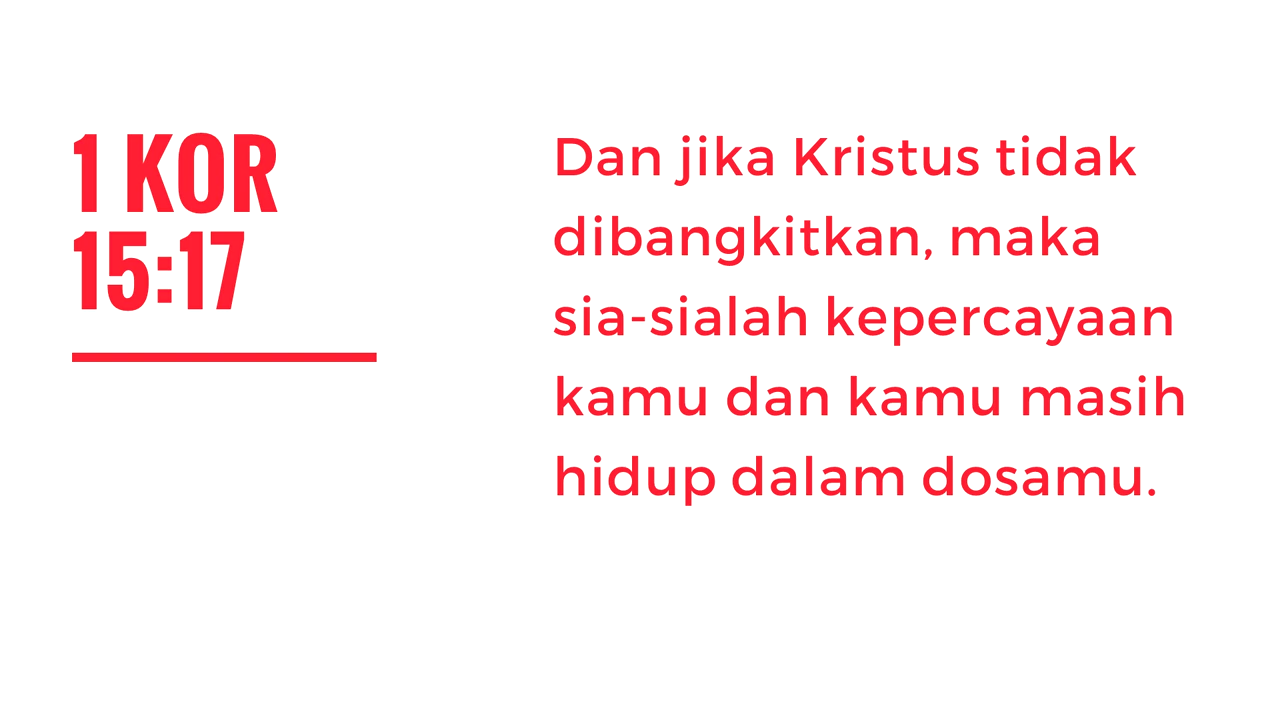 1 KOR
15:17
Dan jika Kristus tidak
dibangkitkan, maka
sia-sialah kepercayaan
kamu dan kamu masih
hidup dalam dosamu.